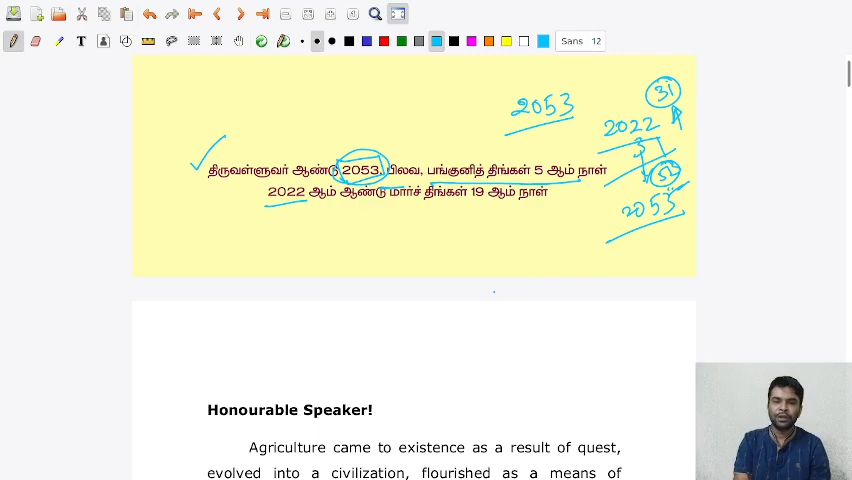 Sans 12
2053
31
2022
திருவள்ளுவர் ஆண்டு 2053, பிலவ, பங்குனித் திங்கள் 5 ஆம் நாள்
2022 ஆம் ஆண்டு மார்ச் திங்கள் 19 ஆம் நாள்
2053
Honourable Speaker!
Agriculture came to existence as a result of quest,
evolved into a civilization, flourished as a means of